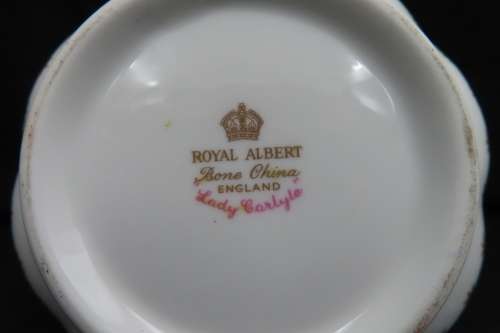 ROYAL ALBERT
Bone China
ENGLAND
"Lady Carlyle"